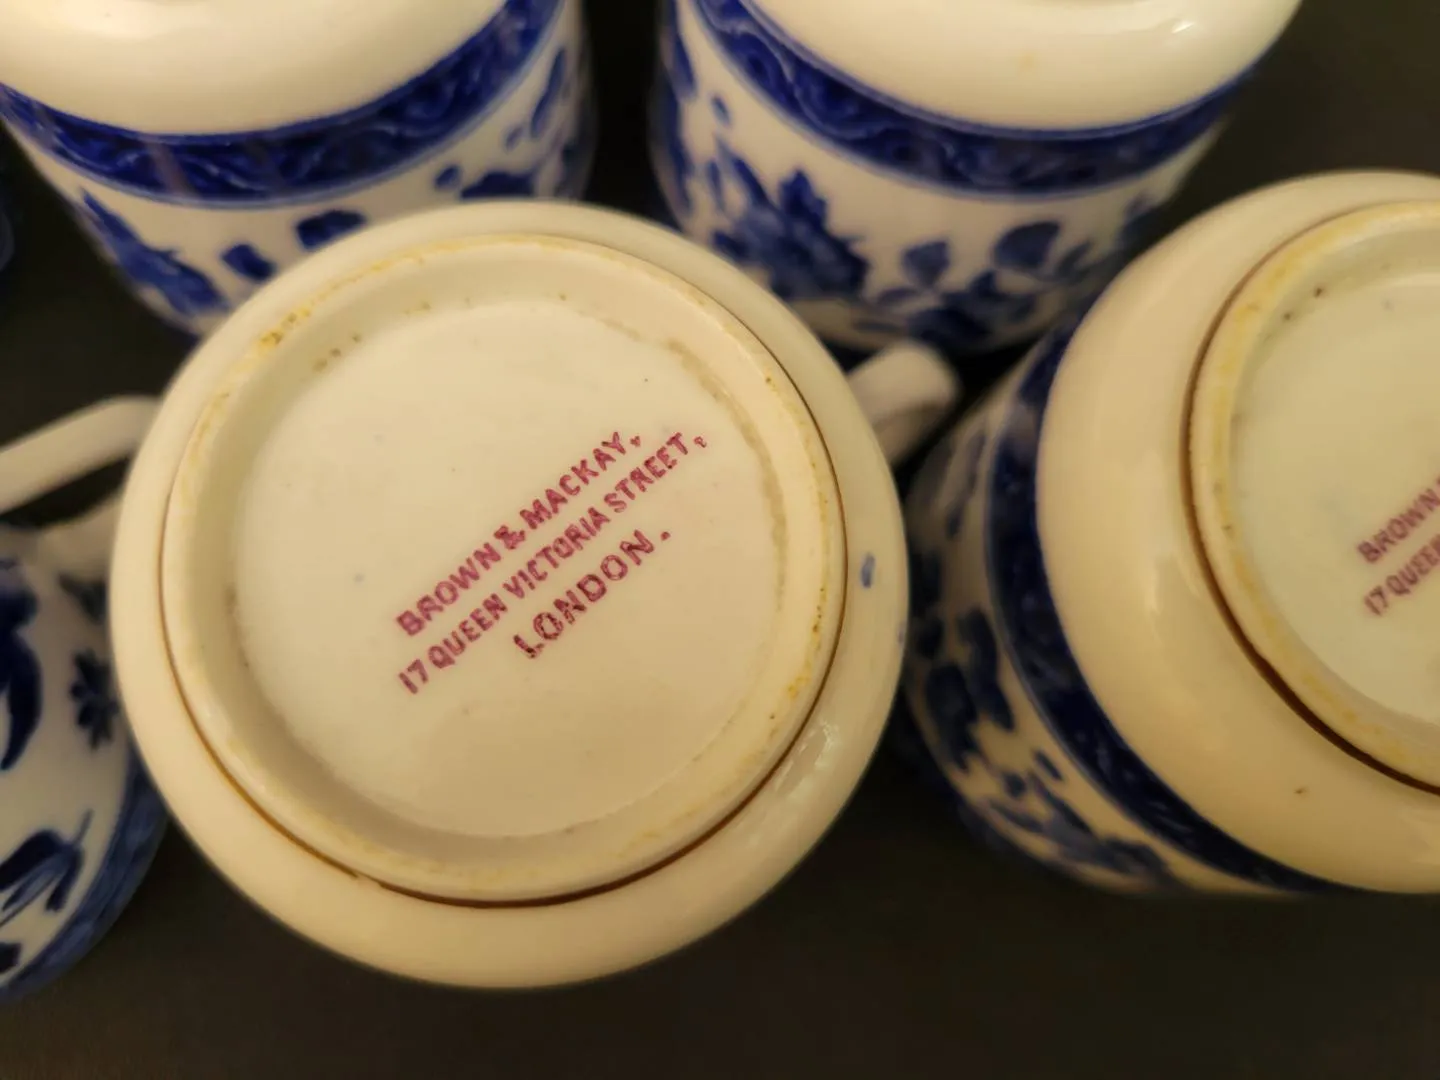 BROWN & MACKAY,
17 QUEEN VICTORIA STREET,
LONDON.
BROWN
17 QUEEN